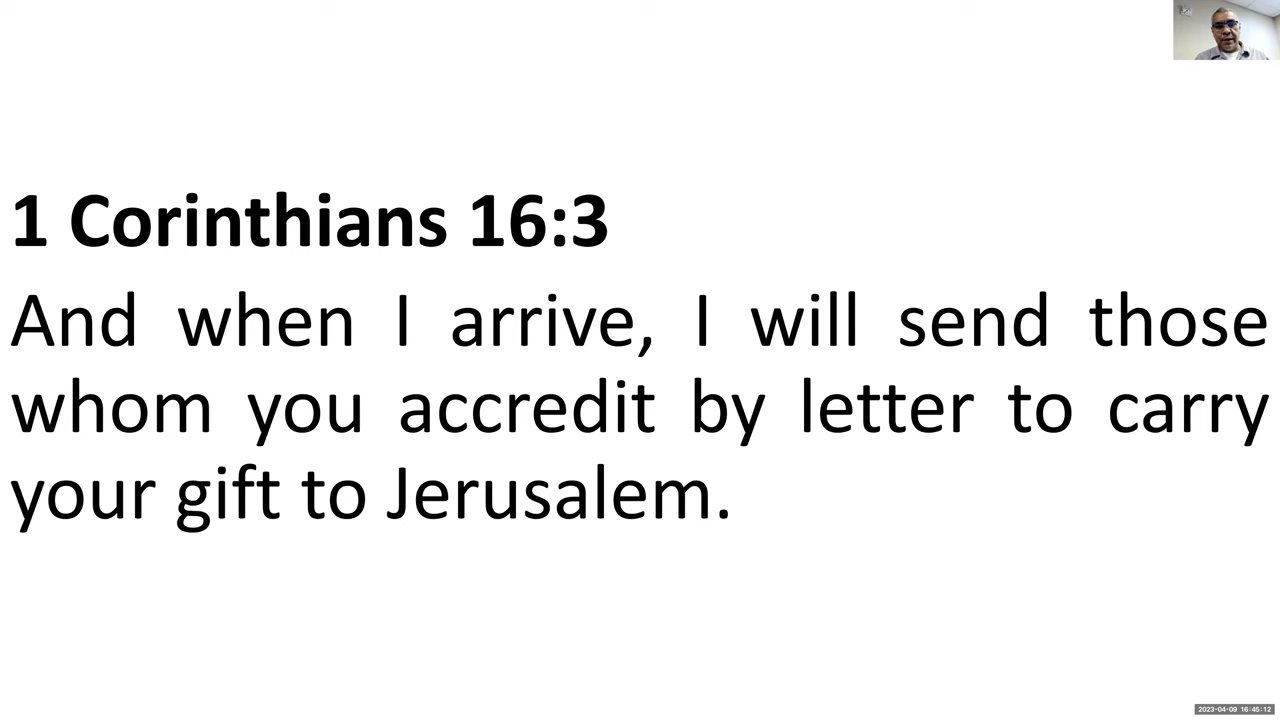 1 Corinthians 16:3
And when I arrive, I will send those
whom you accredit by letter to carry
your gift to Jerusalem.
2023-04-09 16:45:12